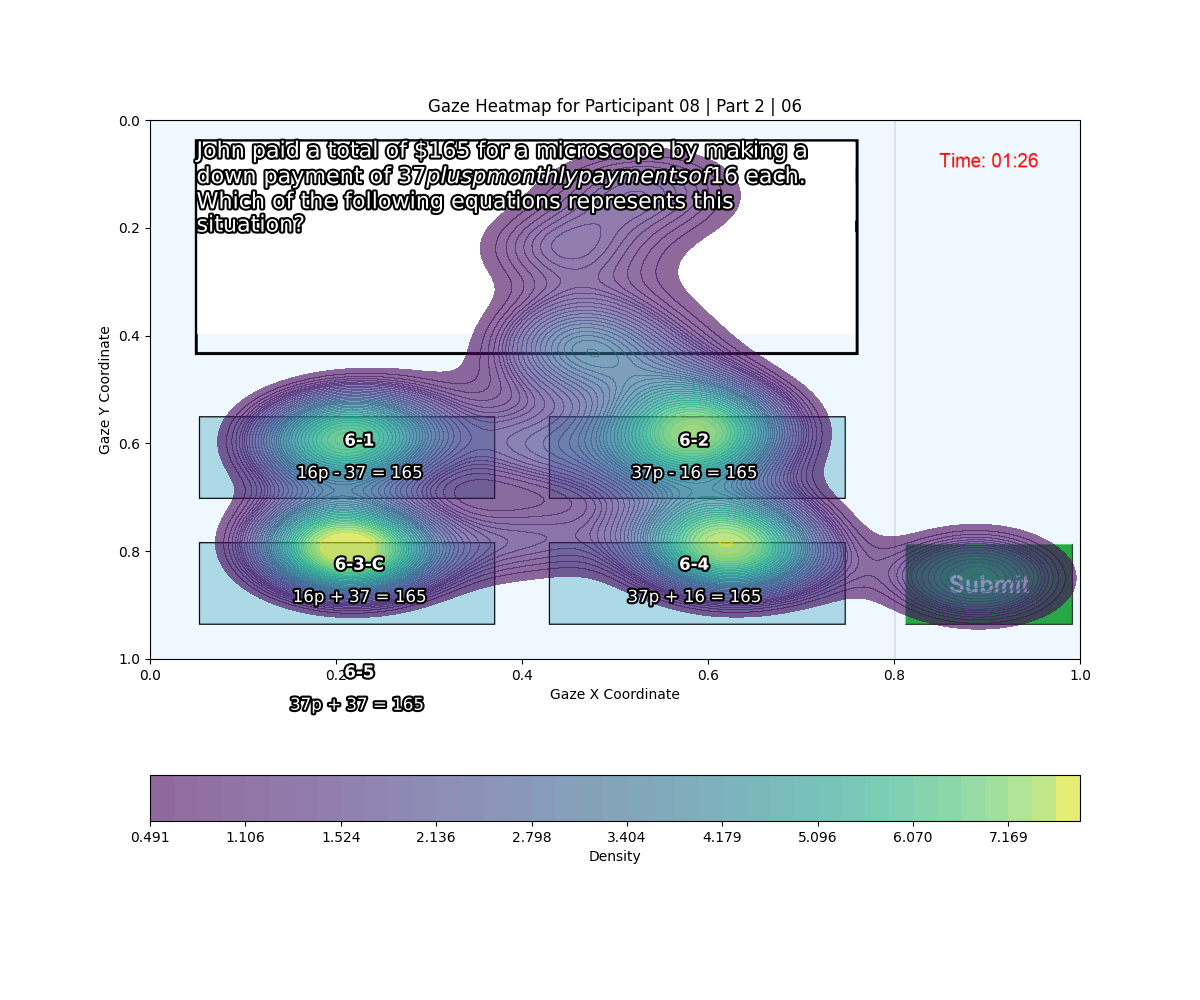 Gaze Heatmap for Participant 08 | Part 2 | 06
John paid a total of $165 for a microscope by making a
down payment of 37pluspmonthlypaymentsof16 each.
Which of the following equations represents this
situation?
Time: 01:26
0.0
0.2
0.4
0.6
0.8
1.0
Gaze Y Coordinate
6-1
16p - 37 = 165
6-2
37p - 16 = 165
6-3-C
16p + 37 = 165
6-4
37p + 16 = 165
Submit
0.0 0.2 0.4 0.6 0.8 1.0
6-5
37p + 37 = 165
Gaze X Coordinate
0.491 1.106 1.524 2.136 2.798 3.404 4.179 5.096 6.070 7.169
Density